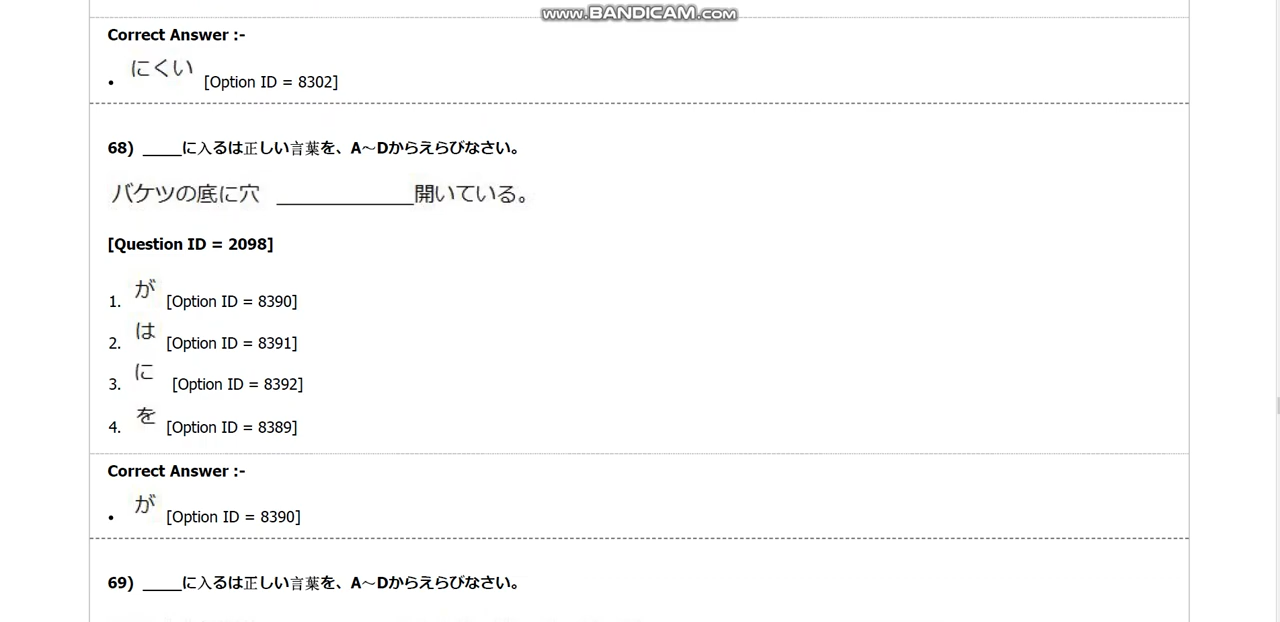 www.BANDICAM.com
Correct Answer :-
• にくい [Option ID = 8302]
68) _____に入るは正しい言葉を、A～Dからえらびなさい。
バケツの底に穴 ______________開いている。
[Question ID = 2098]
1. が [Option ID = 8390]
2. は [Option ID = 8391]
3. に [Option ID = 8392]
4. を [Option ID = 8389]
Correct Answer :-
• が [Option ID = 8390]
69) _____に入るは正しい言葉を、A～Dからえらびなさい。